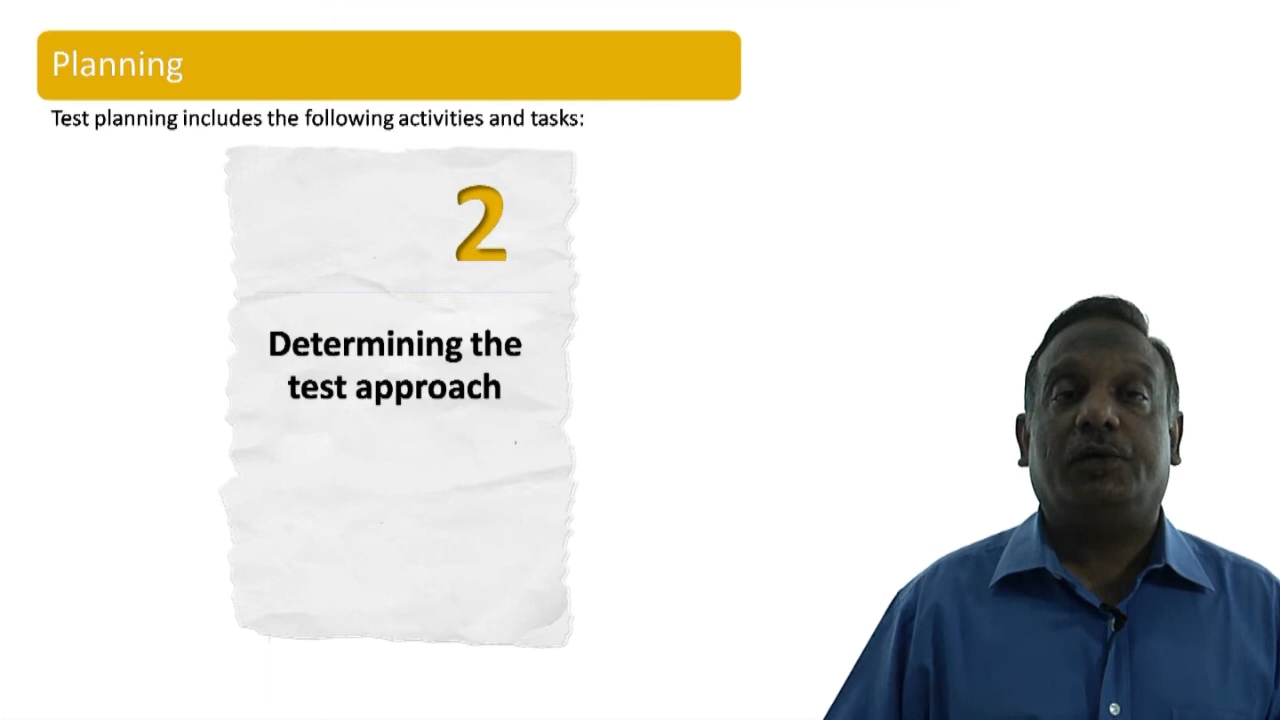 Planning
Test planning includes the following activities and tasks:
2
Determining the
test approach